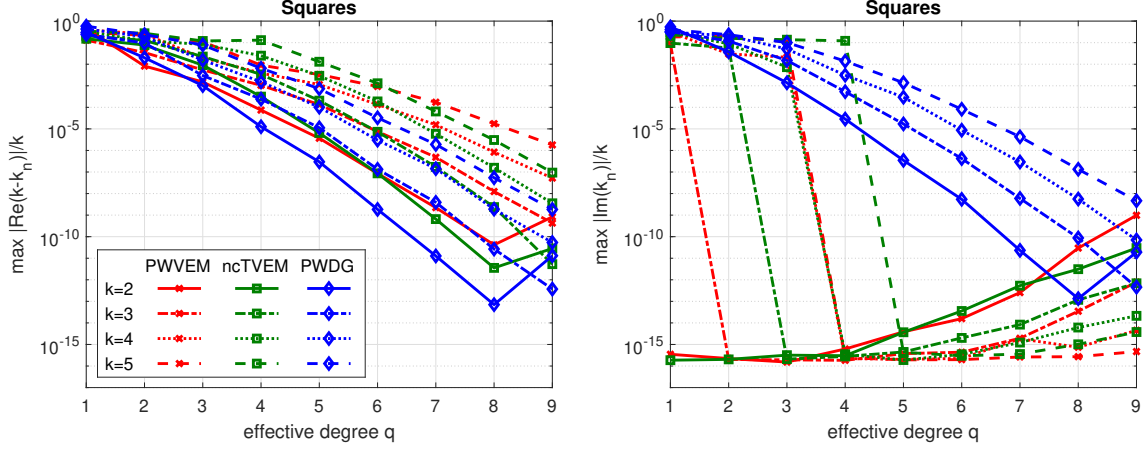 Squares
max |Re(k-k_n)|/k
10^0
10^-5
10^-10
10^-15
PWVEM ncTVEM PWDG
k=2
k=3
k=4
k=5
1 2 3 4 5 6 7 8 9
effective degree q
Squares
max |Im(k_n)|/k
10^0
10^-5
10^-10
10^-15
1 2 3 4 5 6 7 8 9
effective degree q